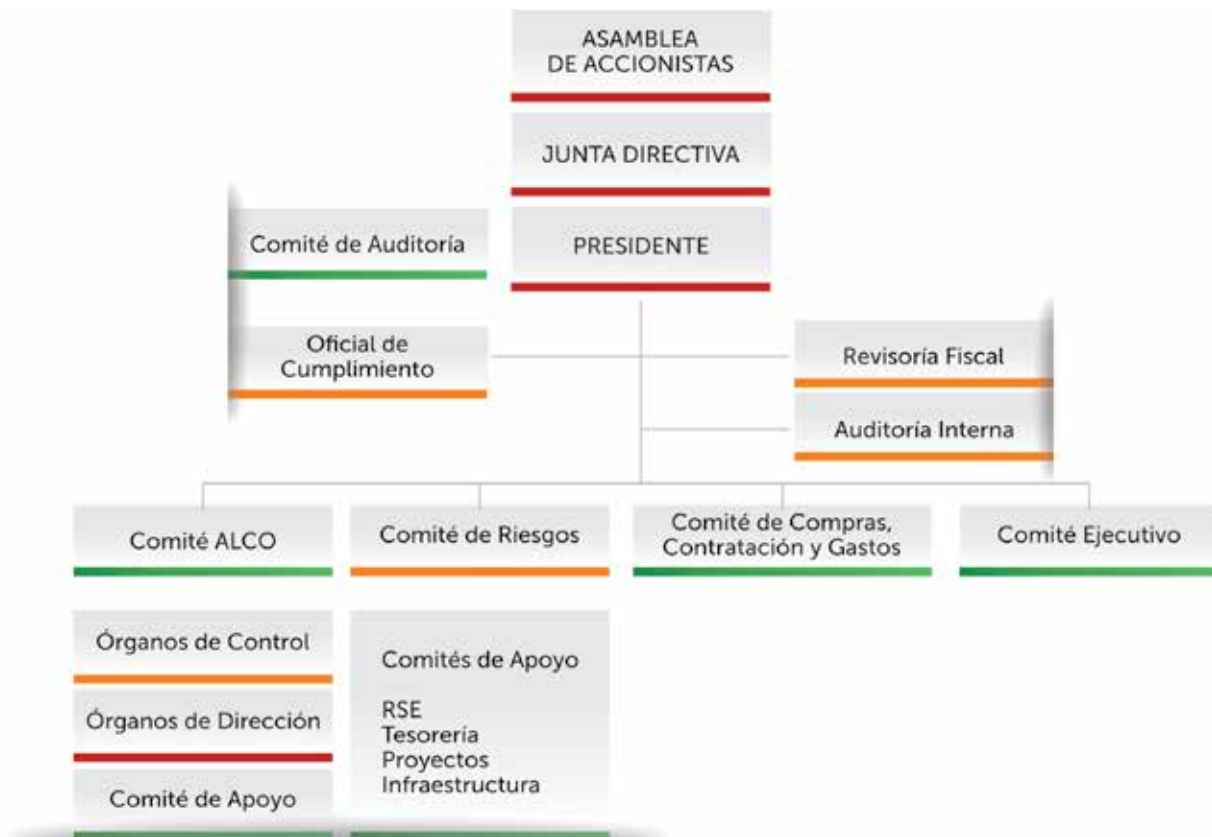 ASAMBLEA
DE ACCIONISTAS
JUNTA DIRECTIVA
Comité de Auditoría
PRESIDENTE
Oficial de
Cumplimiento
Revisoría Fiscal
Auditoría Interna
Comité ALCO
Comité de Riesgos
Comité de Compras,
Contratación y Gastos
Comité Ejecutivo
Órganos de Control
Órganos de Dirección
Comité de Apoyo
Comités de Apoyo
RSE
Tesorería
Proyectos
Infraestructura